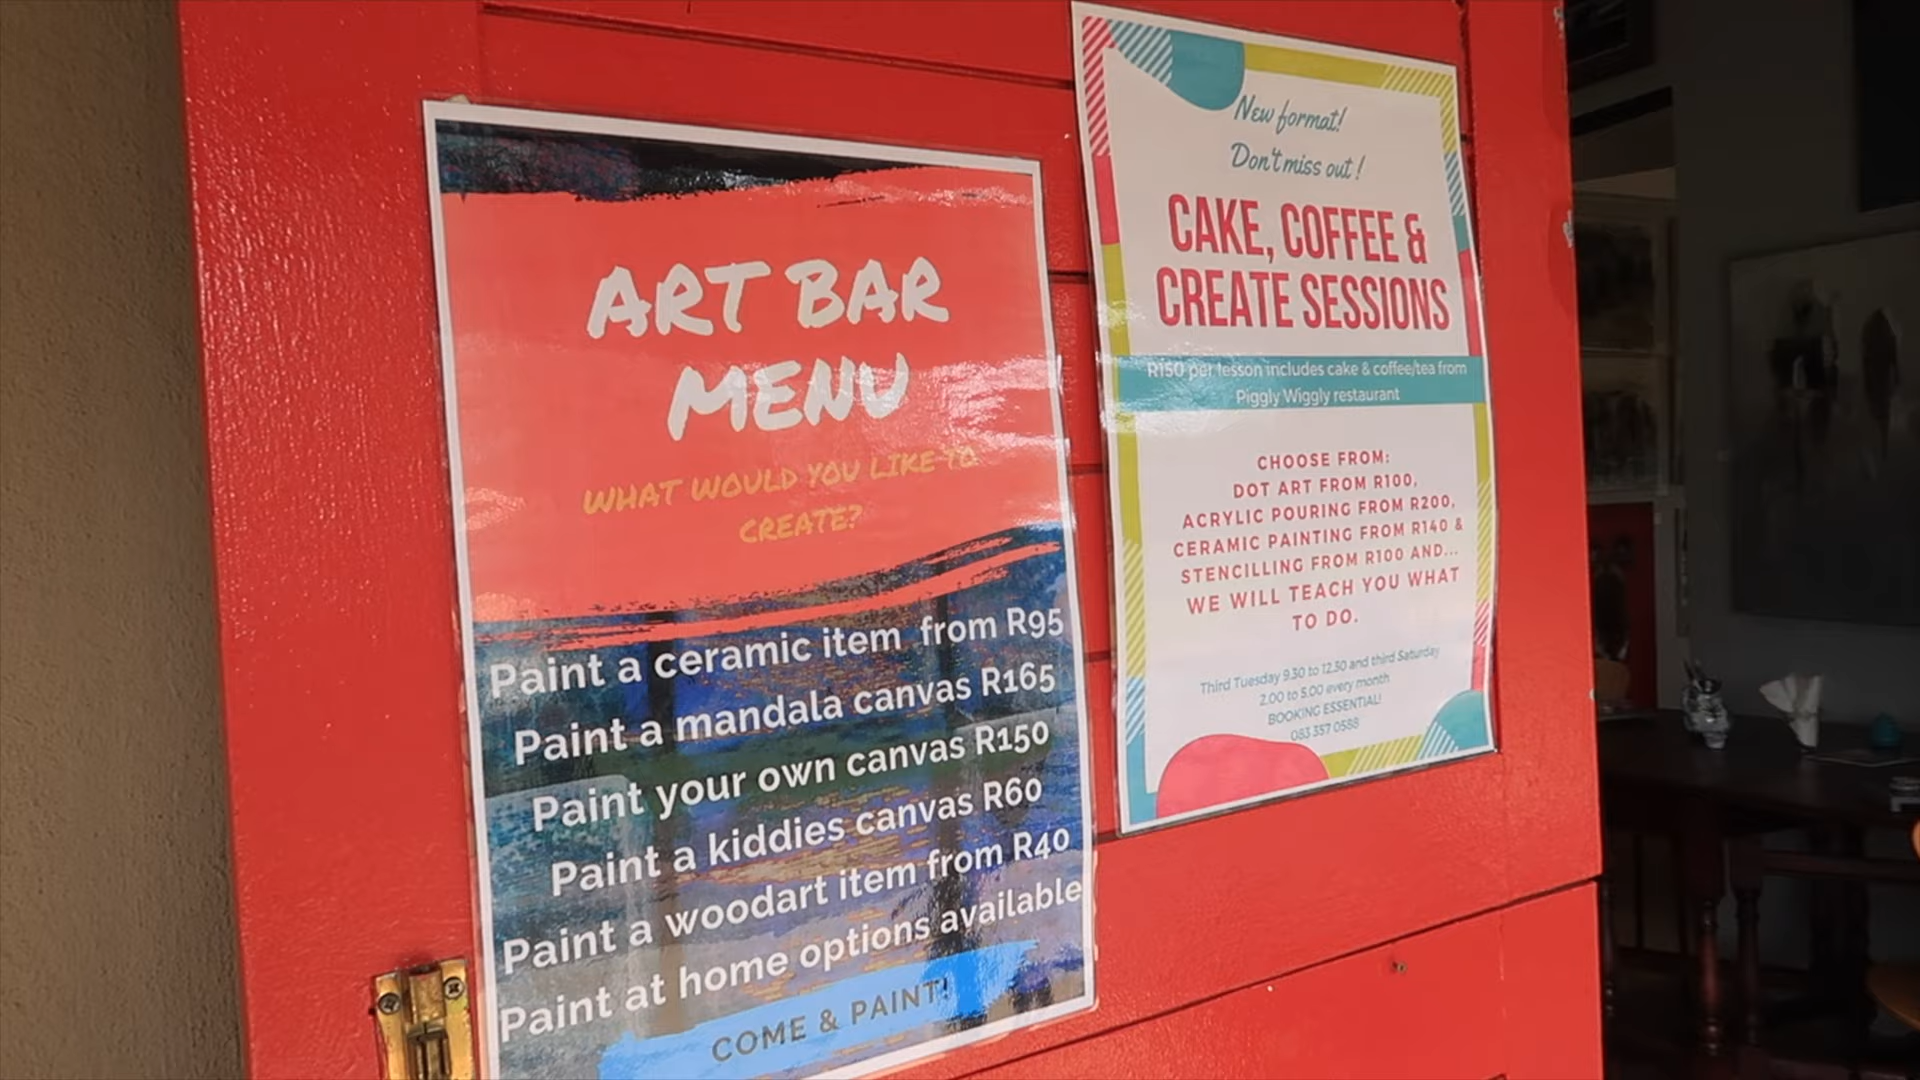 ART BAR
MENU
WHAT WOULD YOU LIKE TO
CREATE?
Paint a ceramic item from R95
Paint a mandala canvas R165
Paint your own canvas R150
Paint a kiddies canvas R60
Paint a woodart item from R40
Paint at home options available
COME & PAINT!
New format!
Don't miss out!
CAKE, COFFEE &
CREATE SESSIONS
R150 per lesson includes cake & coffee/tea from
Piggly Wiggly restaurant
CHOOSE FROM:
DOT ART FROM R100,
ACRYLIC POURING FROM R200,
CERAMIC PAINTING FROM R140 &
STENCILLING FROM R100 AND...
WE WILL TEACH YOU WHAT
TO DO.
Third Tuesday 9.30 to 12.30 and third Saturday
2.00 to 5.00 every month
BOOKING ESSENTIAL!
083 357 0588